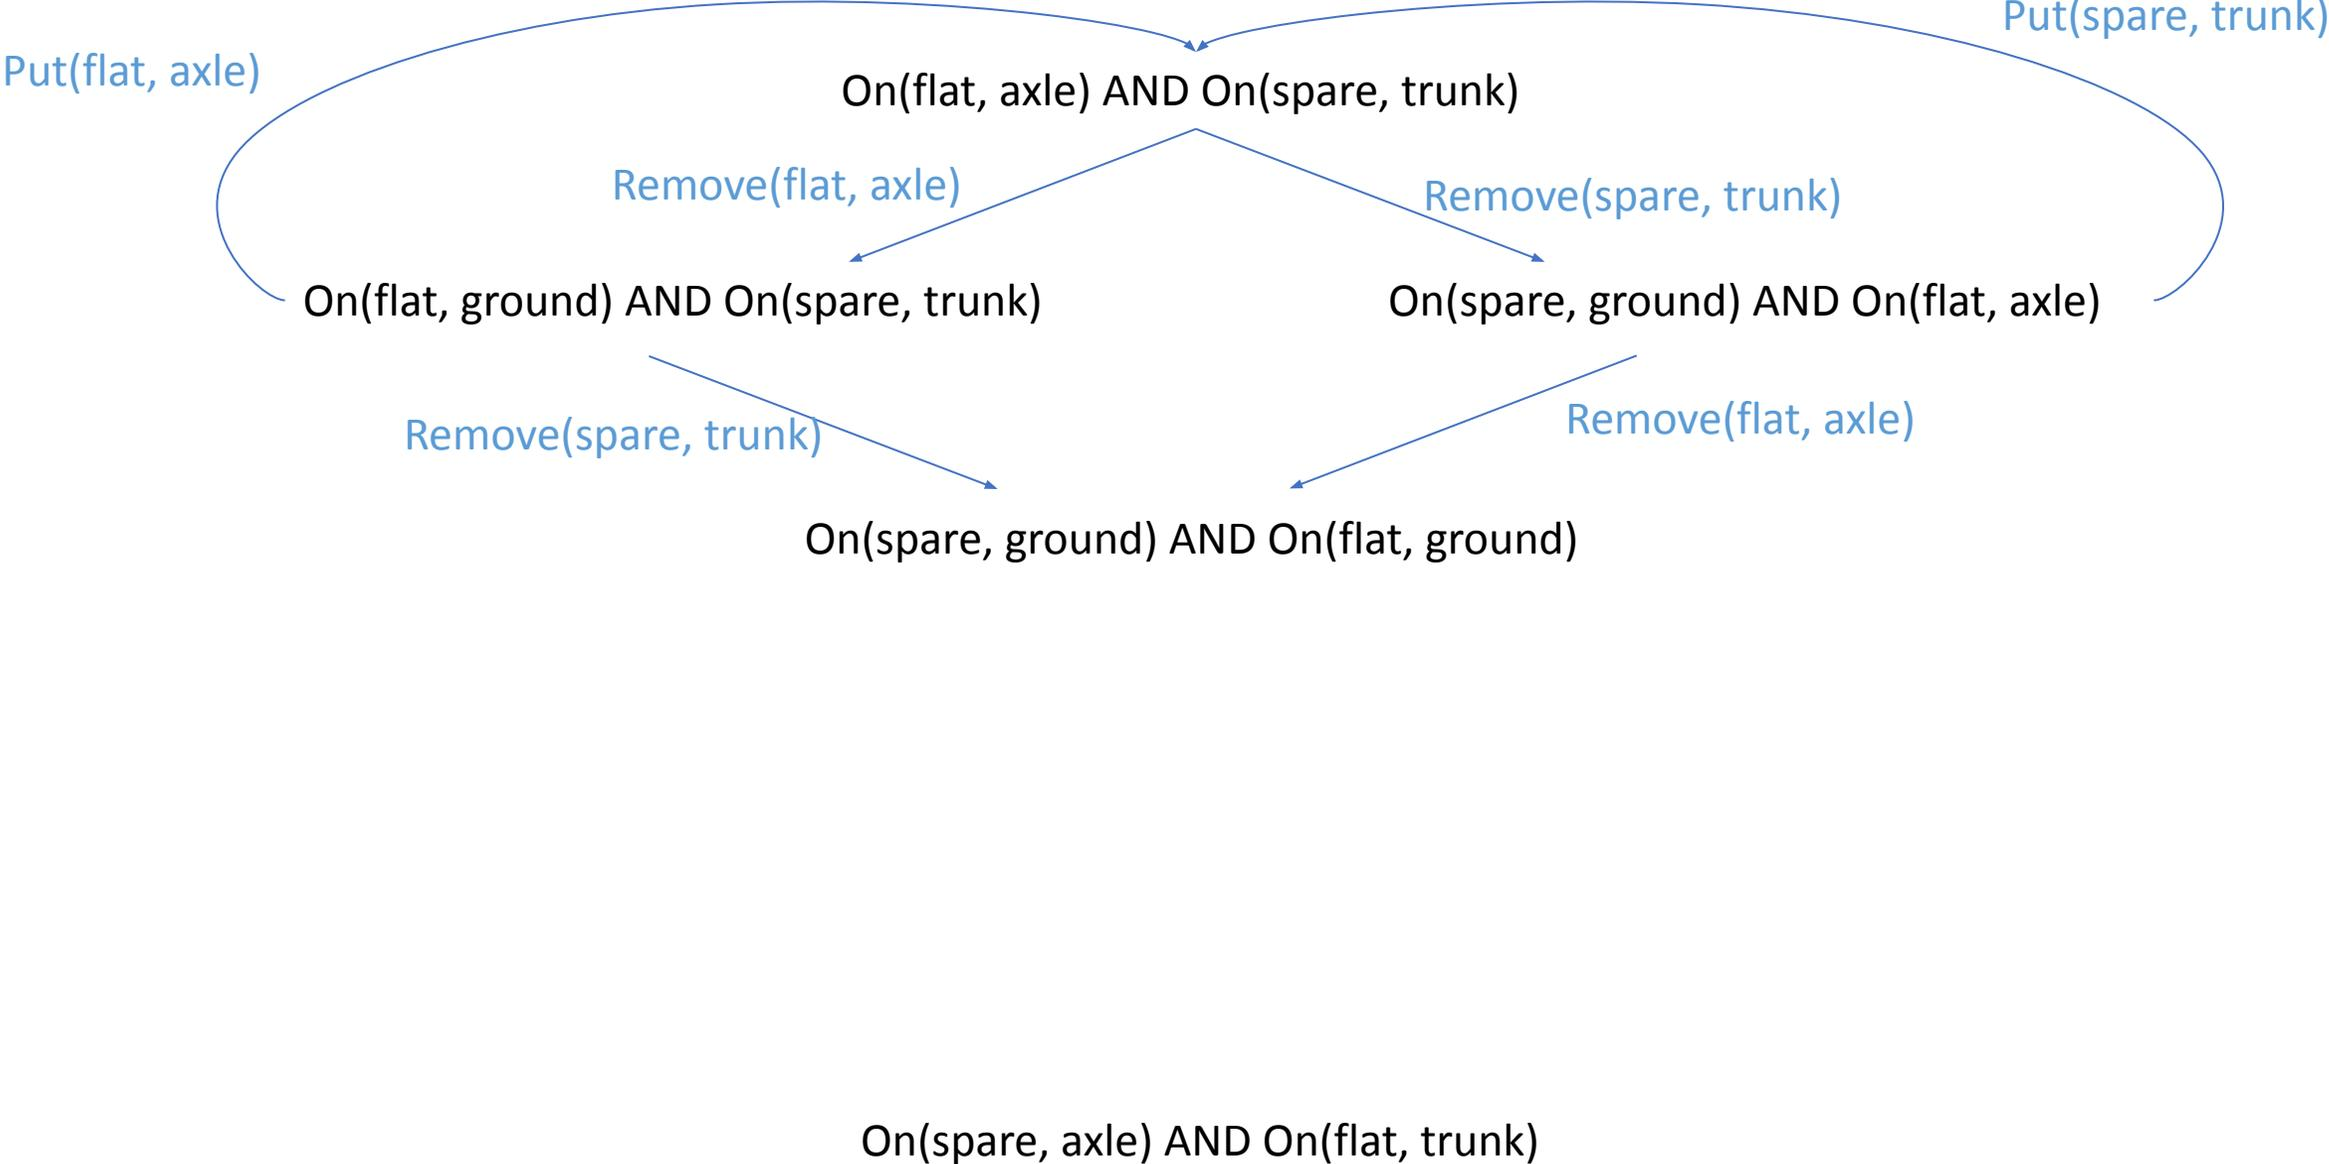 Put(spare, trunk)
Put(flat, axle)
On(flat, axle) AND On(spare, trunk)
Remove(flat, axle)
Remove(spare, trunk)
On(flat, ground) AND On(spare, trunk)
On(spare, ground) AND On(flat, axle)
Remove(spare, trunk)
Remove(flat, axle)
On(spare, ground) AND On(flat, ground)
On(spare, axle) AND On(flat, trunk)